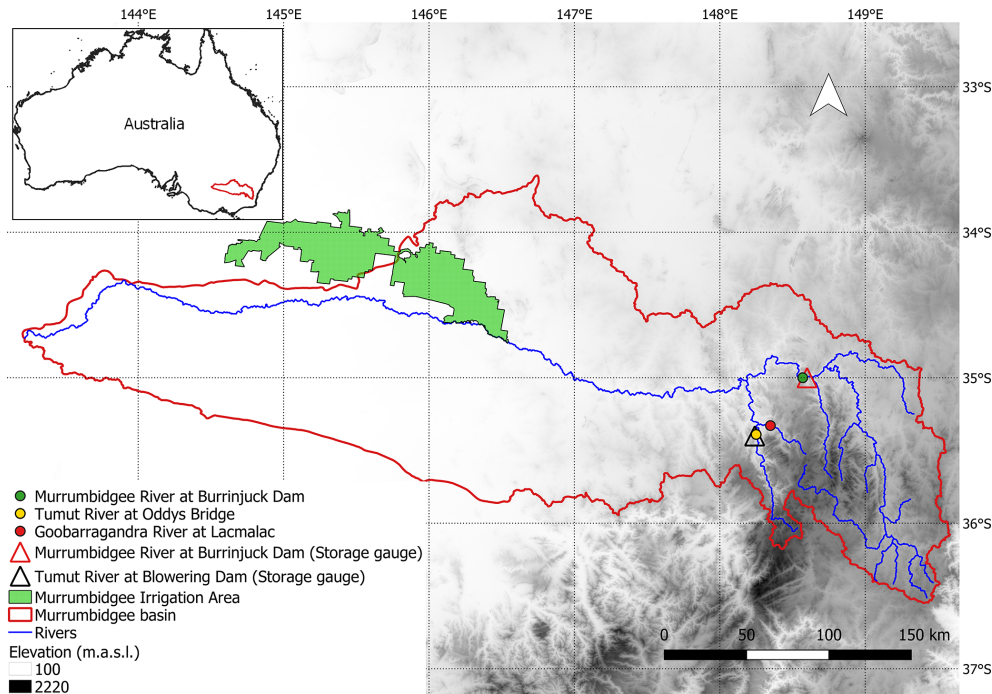 144°E 145°E 146°E 147°E 148°E 149°E
Australia
33°S
34°S
35°S
36°S
37°S
Murrumbidgee River at Burrinjuck Dam
Tumut River at Oddys Bridge
Goobarragandra River at Lacmalac
Murrumbidgee River at Burrinjuck Dam (Storage gauge)
Tumut River at Blowering Dam (Storage gauge)
Murrumbidgee Irrigation Area
Murrumbidgee basin
Rivers
Elevation (m.a.s.l.)
100
2220
0 50 100 150 km